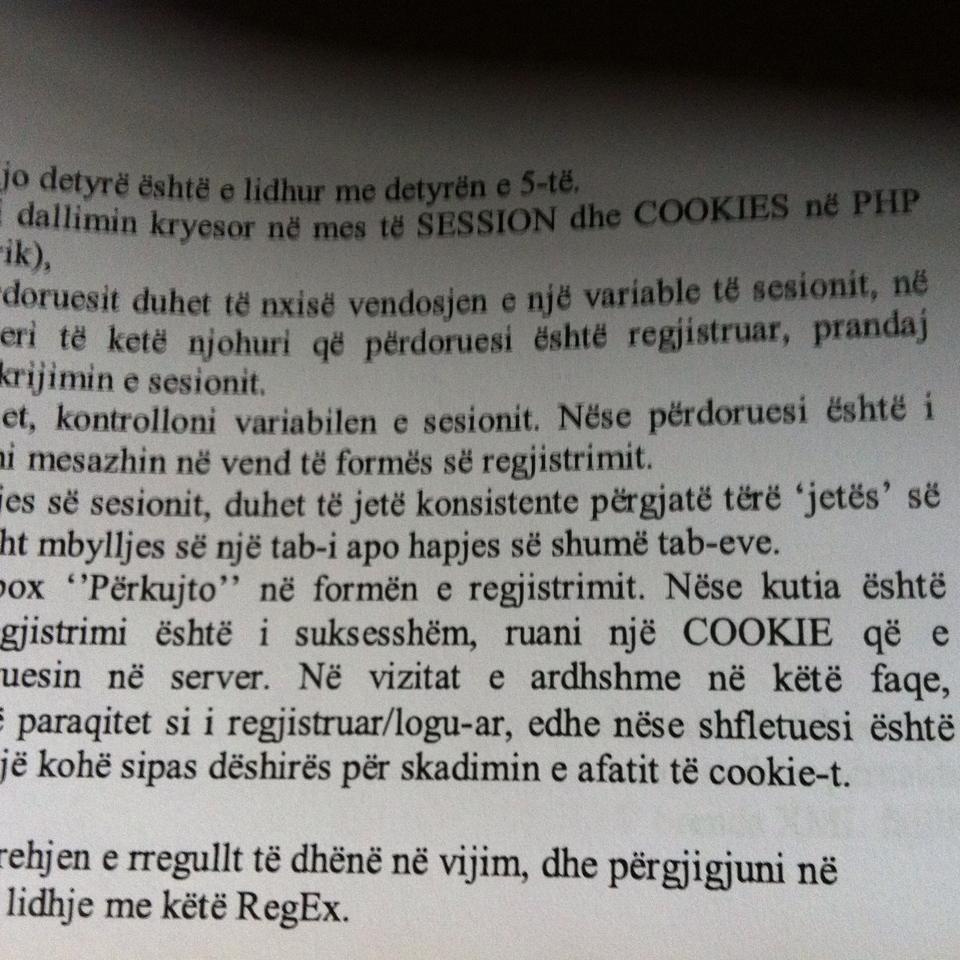 jo detyrë është e lidhur me detyrën e 5-të.
dallimin kryesor në mes të SESSION dhe COOKIES në PHP
rik),
doruesit duhet të nxisë vendosjen e një variable të sesionit, në
eri të ketë njohuri që përdoruesi është regjistruar, prandaj
krijimin e sesionit.
et, kontrolloni variabilen e sesionit. Nëse përdoruesi është i
ni mesazhin në vend të formës së regjistrimit.
jes së sesionit, duhet të jetë konsistente përgjatë tërë ‘jetës’ së
ht mbylljes së një tab-i apo hapjes së shumë tab-eve.
box ‘’Përkujto’’ në formën e regjistrimit. Nëse kutia është
gjistrimi është i suksesshëm, ruani një COOKIE që e
uesin në server. Në vizitat e ardhshme në këtë faqe,
ë paraqitet si i regjistruar/logu-ar, edhe nëse shfletuesi është
jë kohë sipas dëshirës për skadimin e afatit të cookie-t.
rehjen e rregullt të dhënë në vijim, dhe përgjigjuni në
lidhje me këtë RegEx.